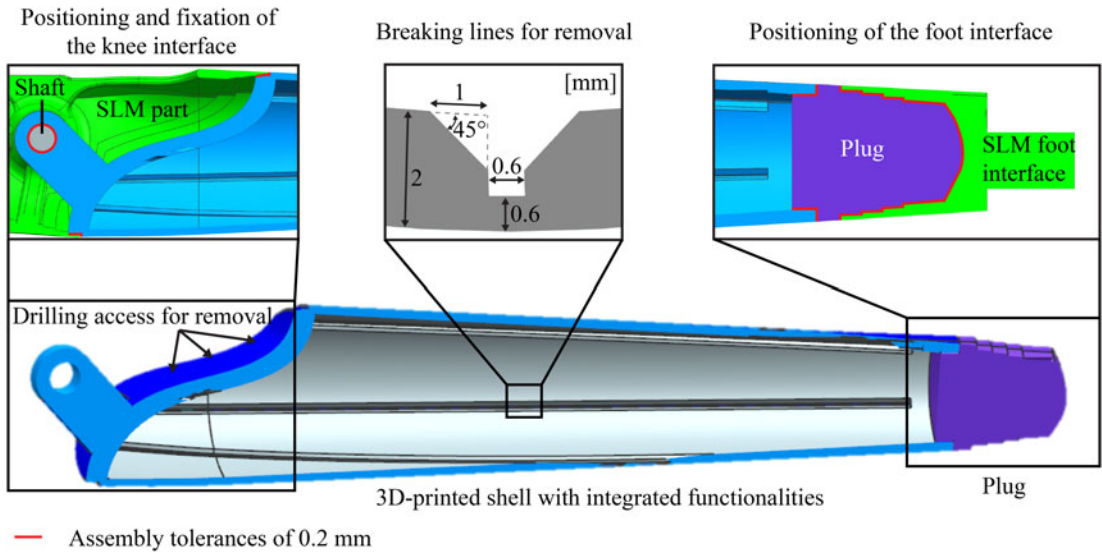 Positioning and fixation of
the knee interface
Breaking lines for removal
Positioning of the foot interface
Shaft
SLM part
[mm]
1
45°
2
0.6
0.6
Plug
SLM foot
interface
Drilling access for removal
3D-printed shell with integrated functionalities
Plug
Assembly tolerances of 0.2 mm